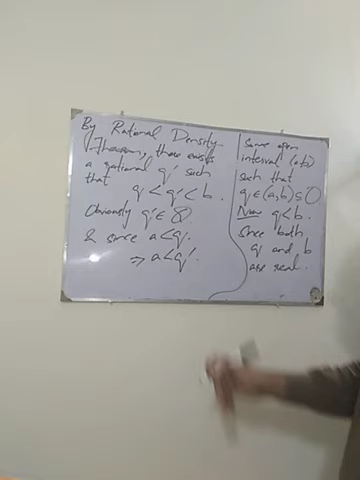 By Rational Density
Theorem, there exists
a rational q' such
that
q < q' < b.
Obviously q' ∈ Q
& since a < q.
⇒ a < q'.
Some open
interval (a,b)
such that
q ∈ (a,b) ⊆ O.
Now q < b.
Since both
q and b
are real.